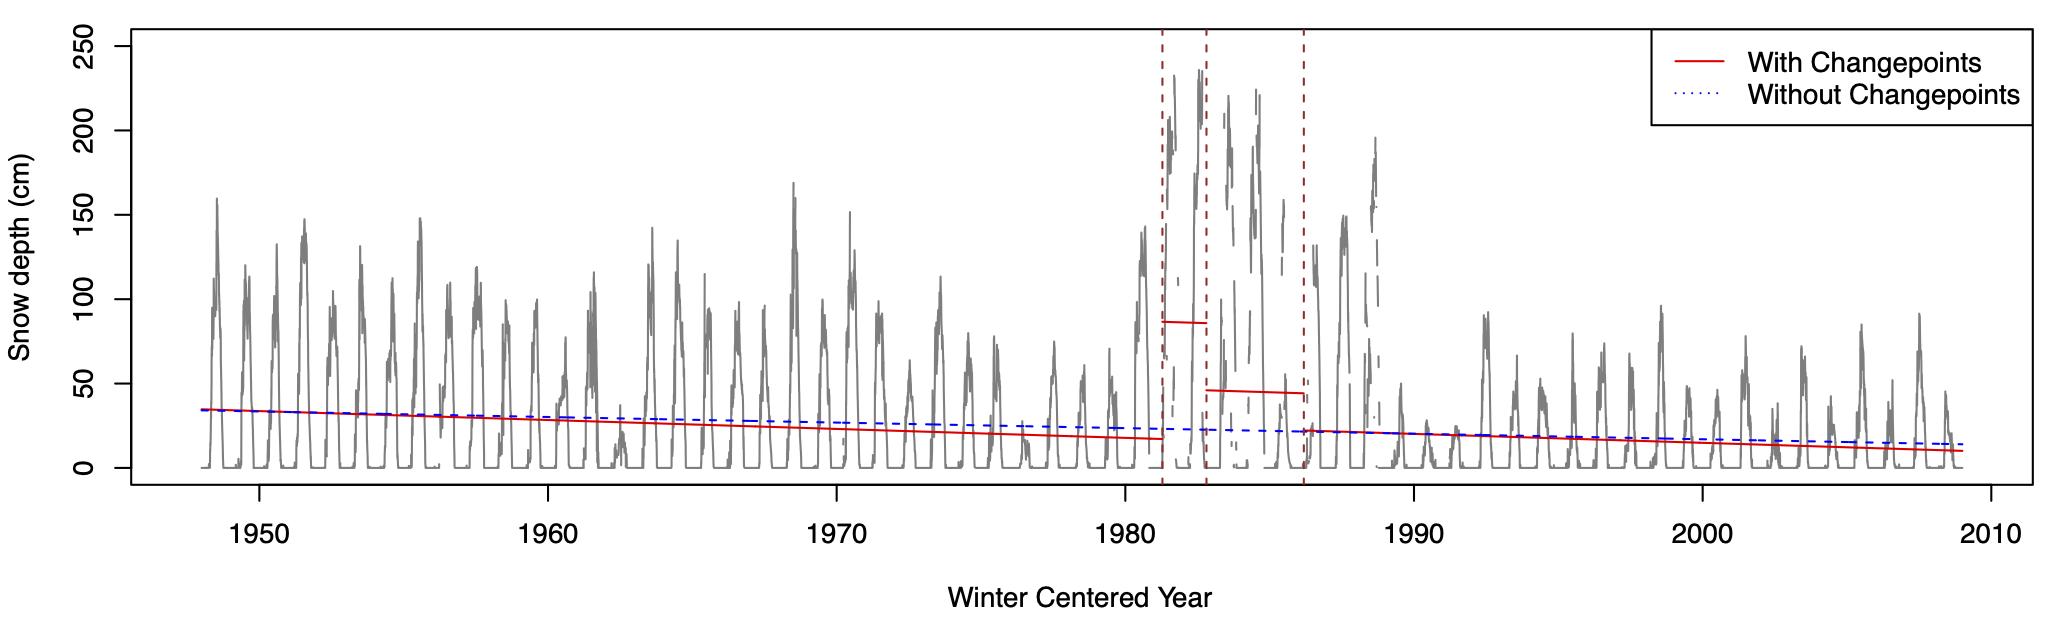 With Changepoints
Without Changepoints
Snow depth (cm)
250
200
150
100
50
0
1950 1960 1970 1980 1990 2000 2010
Winter Centered Year